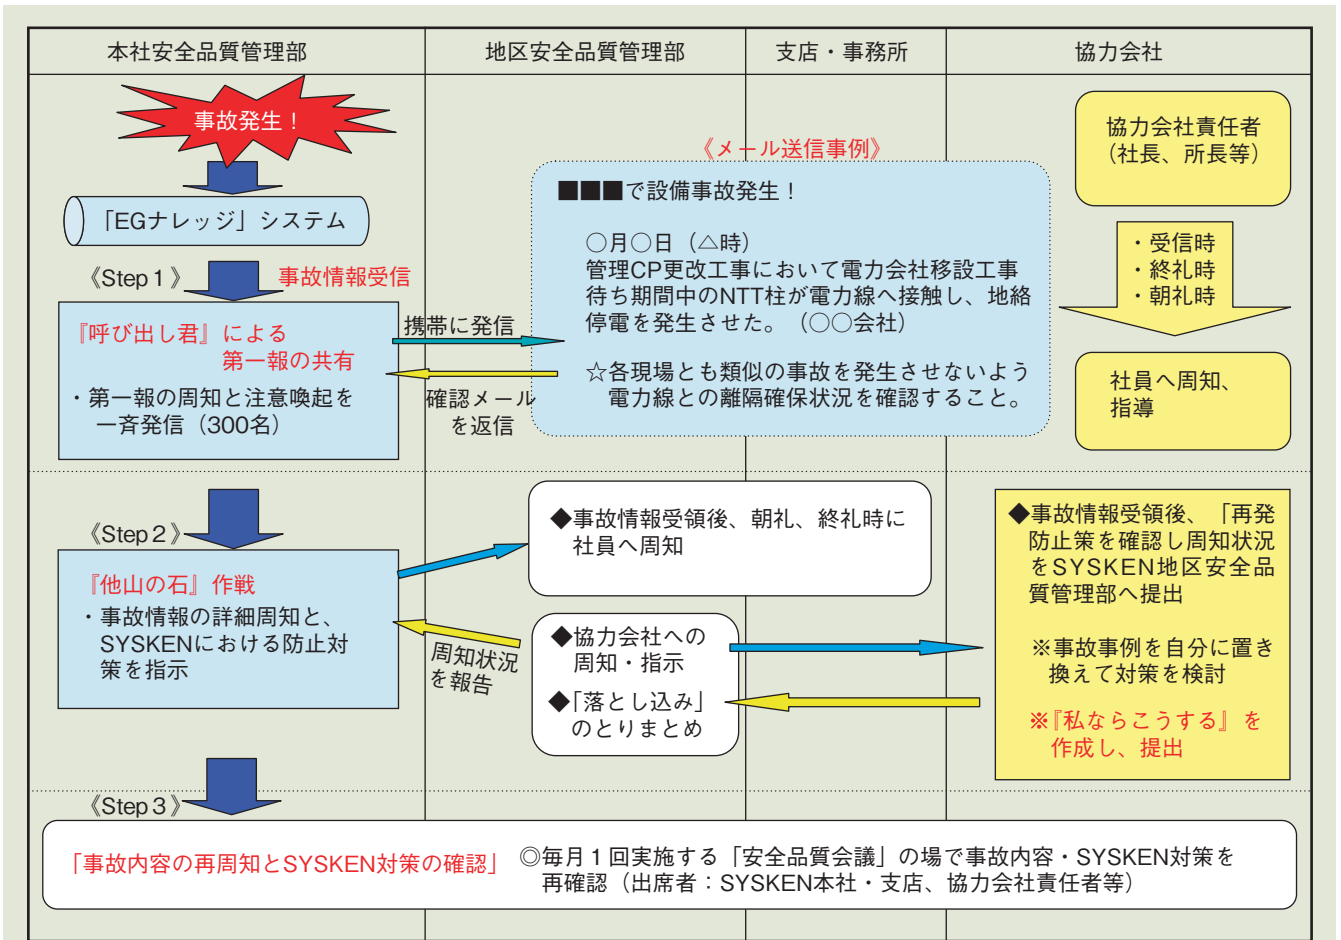 本社安全品質管理部
地区安全品質管理部
支店・事務所
協力会社
事故発生！
「EGナレッジ」システム
《Step 1》
事故情報受信
『呼び出し君』による
第一報の共有
・第一報の周知と注意喚起を
一斉発信（300名）
携帯に発信
確認メール
を返信
《メール送信事例》
■■■で設備事故発生！
○月○日（△時）
管理CP更改工事において電力会社移設工事
待ち期間中のNTT柱が電力線へ接触し、地絡
停電を発生させた。（○○会社）
☆各現場とも類似の事故を発生させないよう
電力線との離隔確保状況を確認すること。
協力会社責任者
（社長、所長等）
・受信時
・終礼時
・朝礼時
社員へ周知、
指導
《Step 2》
『他山の石』作戦
・事故情報の詳細周知と、
SYSKENにおける防止対
策を指示
◆事故情報受領後、朝礼、終礼時に
社員へ周知
周知状況
を報告
◆協力会社への
周知・指示
◆「落とし込み」
のとりまとめ
◆事故情報受領後、「再発
防止策を確認し周知状況
をSYSKEN地区安全品
質管理部へ提出
※事故事例を自分に置き
換えて対策を検討
※『私ならこうする』を
作成し、提出
《Step 3》
「事故内容の再周知とSYSKEN対策の確認」
◎毎月1回実施する「安全品質会議」の場で事故内容・SYSKEN対策を
再確認（出席者：SYSKEN本社・支店、協力会社責任者等）